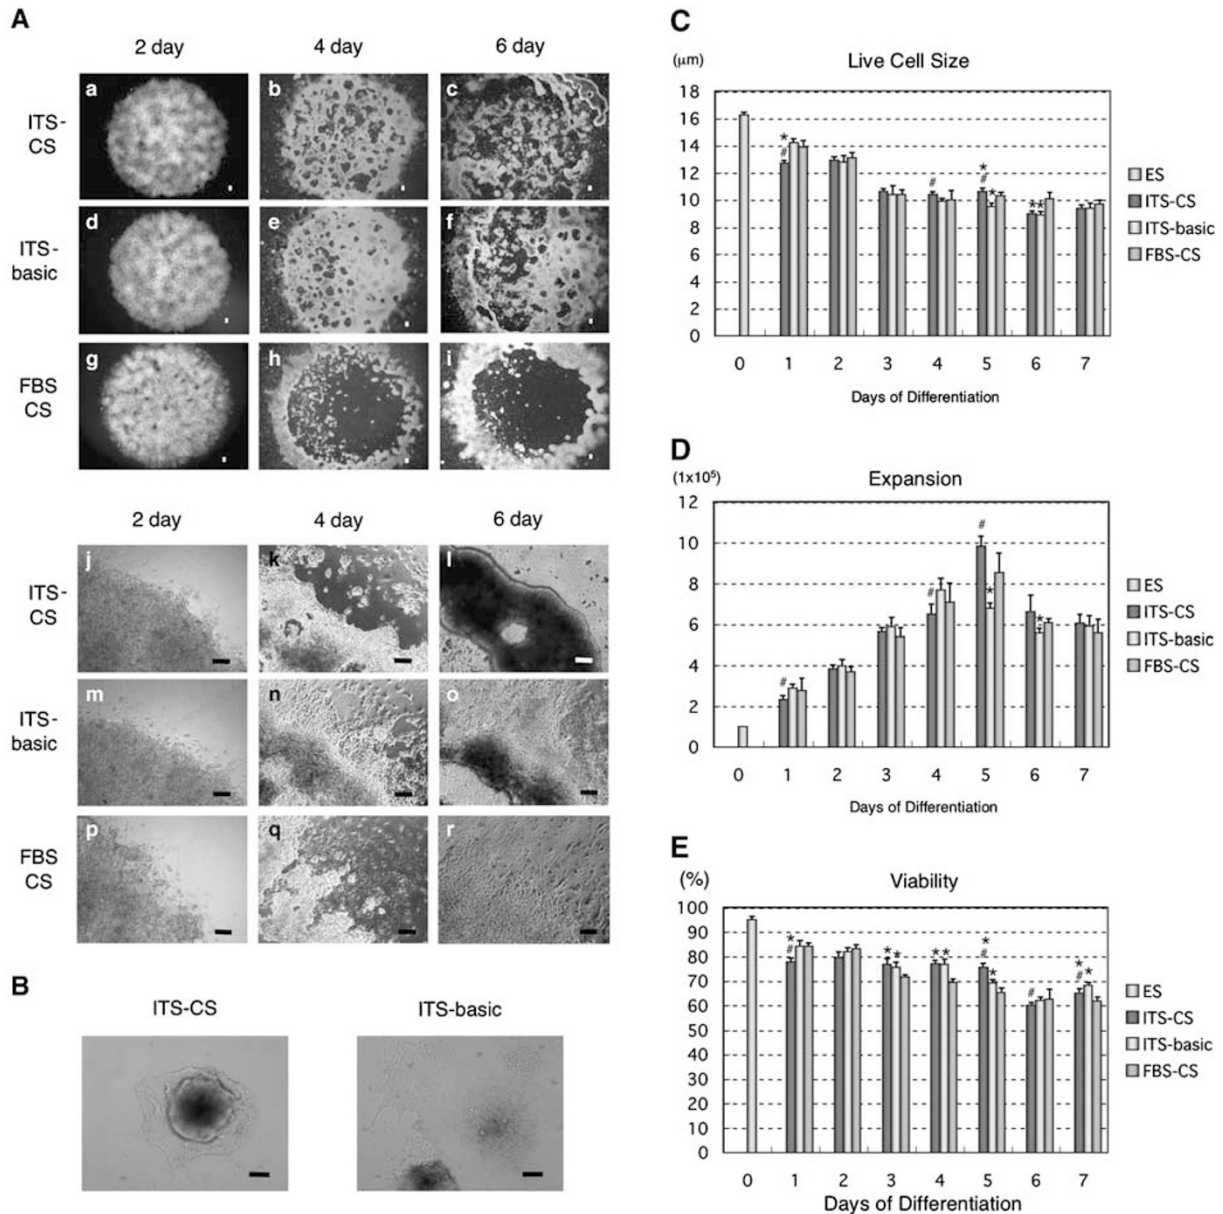 A
2 day 4 day 6 day
ITS-
CS
a b c
ITS-
basic
d e f
FBS
CS
g h i
2 day 4 day 6 day
ITS-
CS
j k l
ITS-
basic
m n o
FBS
CS
p q r
B
ITS-CS ITS-basic
C
(μm)
Live Cell Size
18
16
14
12
10
8
6
4
2
0
* # # * # * * * 
0 1 2 3 4 5 6 7
Days of Differentiation
ES
ITS-CS
ITS-basic
FBS-CS
D
(1x10⁵)
Expansion
12
10
8
6
4
2
0
# # # * *
0 1 2 3 4 5 6 7
Days of Differentiation
ES
ITS-CS
ITS-basic
FBS-CS
E
(%)
Viability
100
90
80
70
60
50
40
30
20
10
0
* # * * * * * # * # * # *
0 1 2 3 4 5 6 7
Days of Differentiation
ES
ITS-CS
ITS-basic
FBS-CS